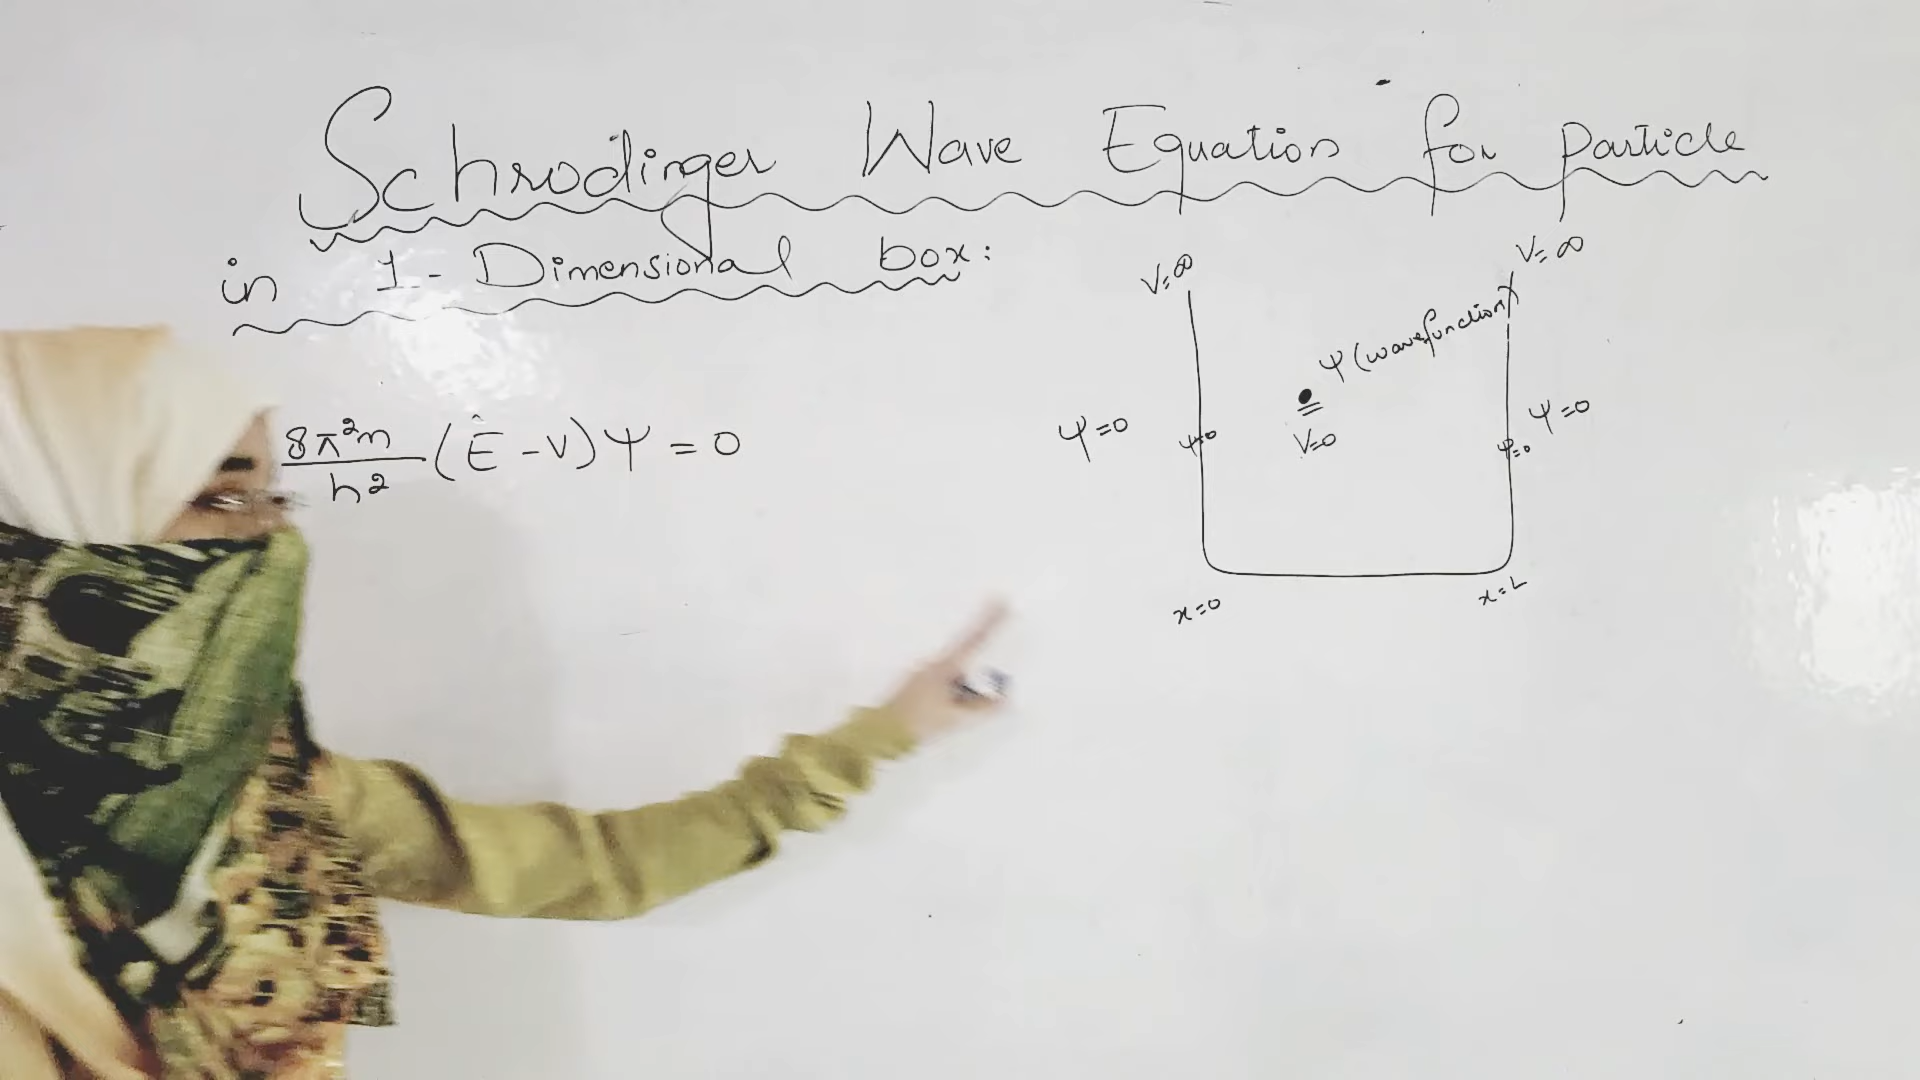 Schrodinger Wave Equation for particle
in 1-Dimensional box:
V=∞
V=∞
Ψ (wavefunction)
Ψ=0
Ψ=0
V=0
Ψ=0
Ψ=0
8π²m/h² (Ê - V) Ψ = 0
x=0
x=L